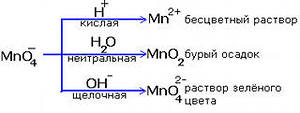 H⁺
кислая
Mn²⁺ бесцветный раствор
H₂O
MnO₄⁻ нейтральная MnO₂ бурый осадок
OH⁻
щелочная
MnO₄²⁻ раствор зелёного цвета